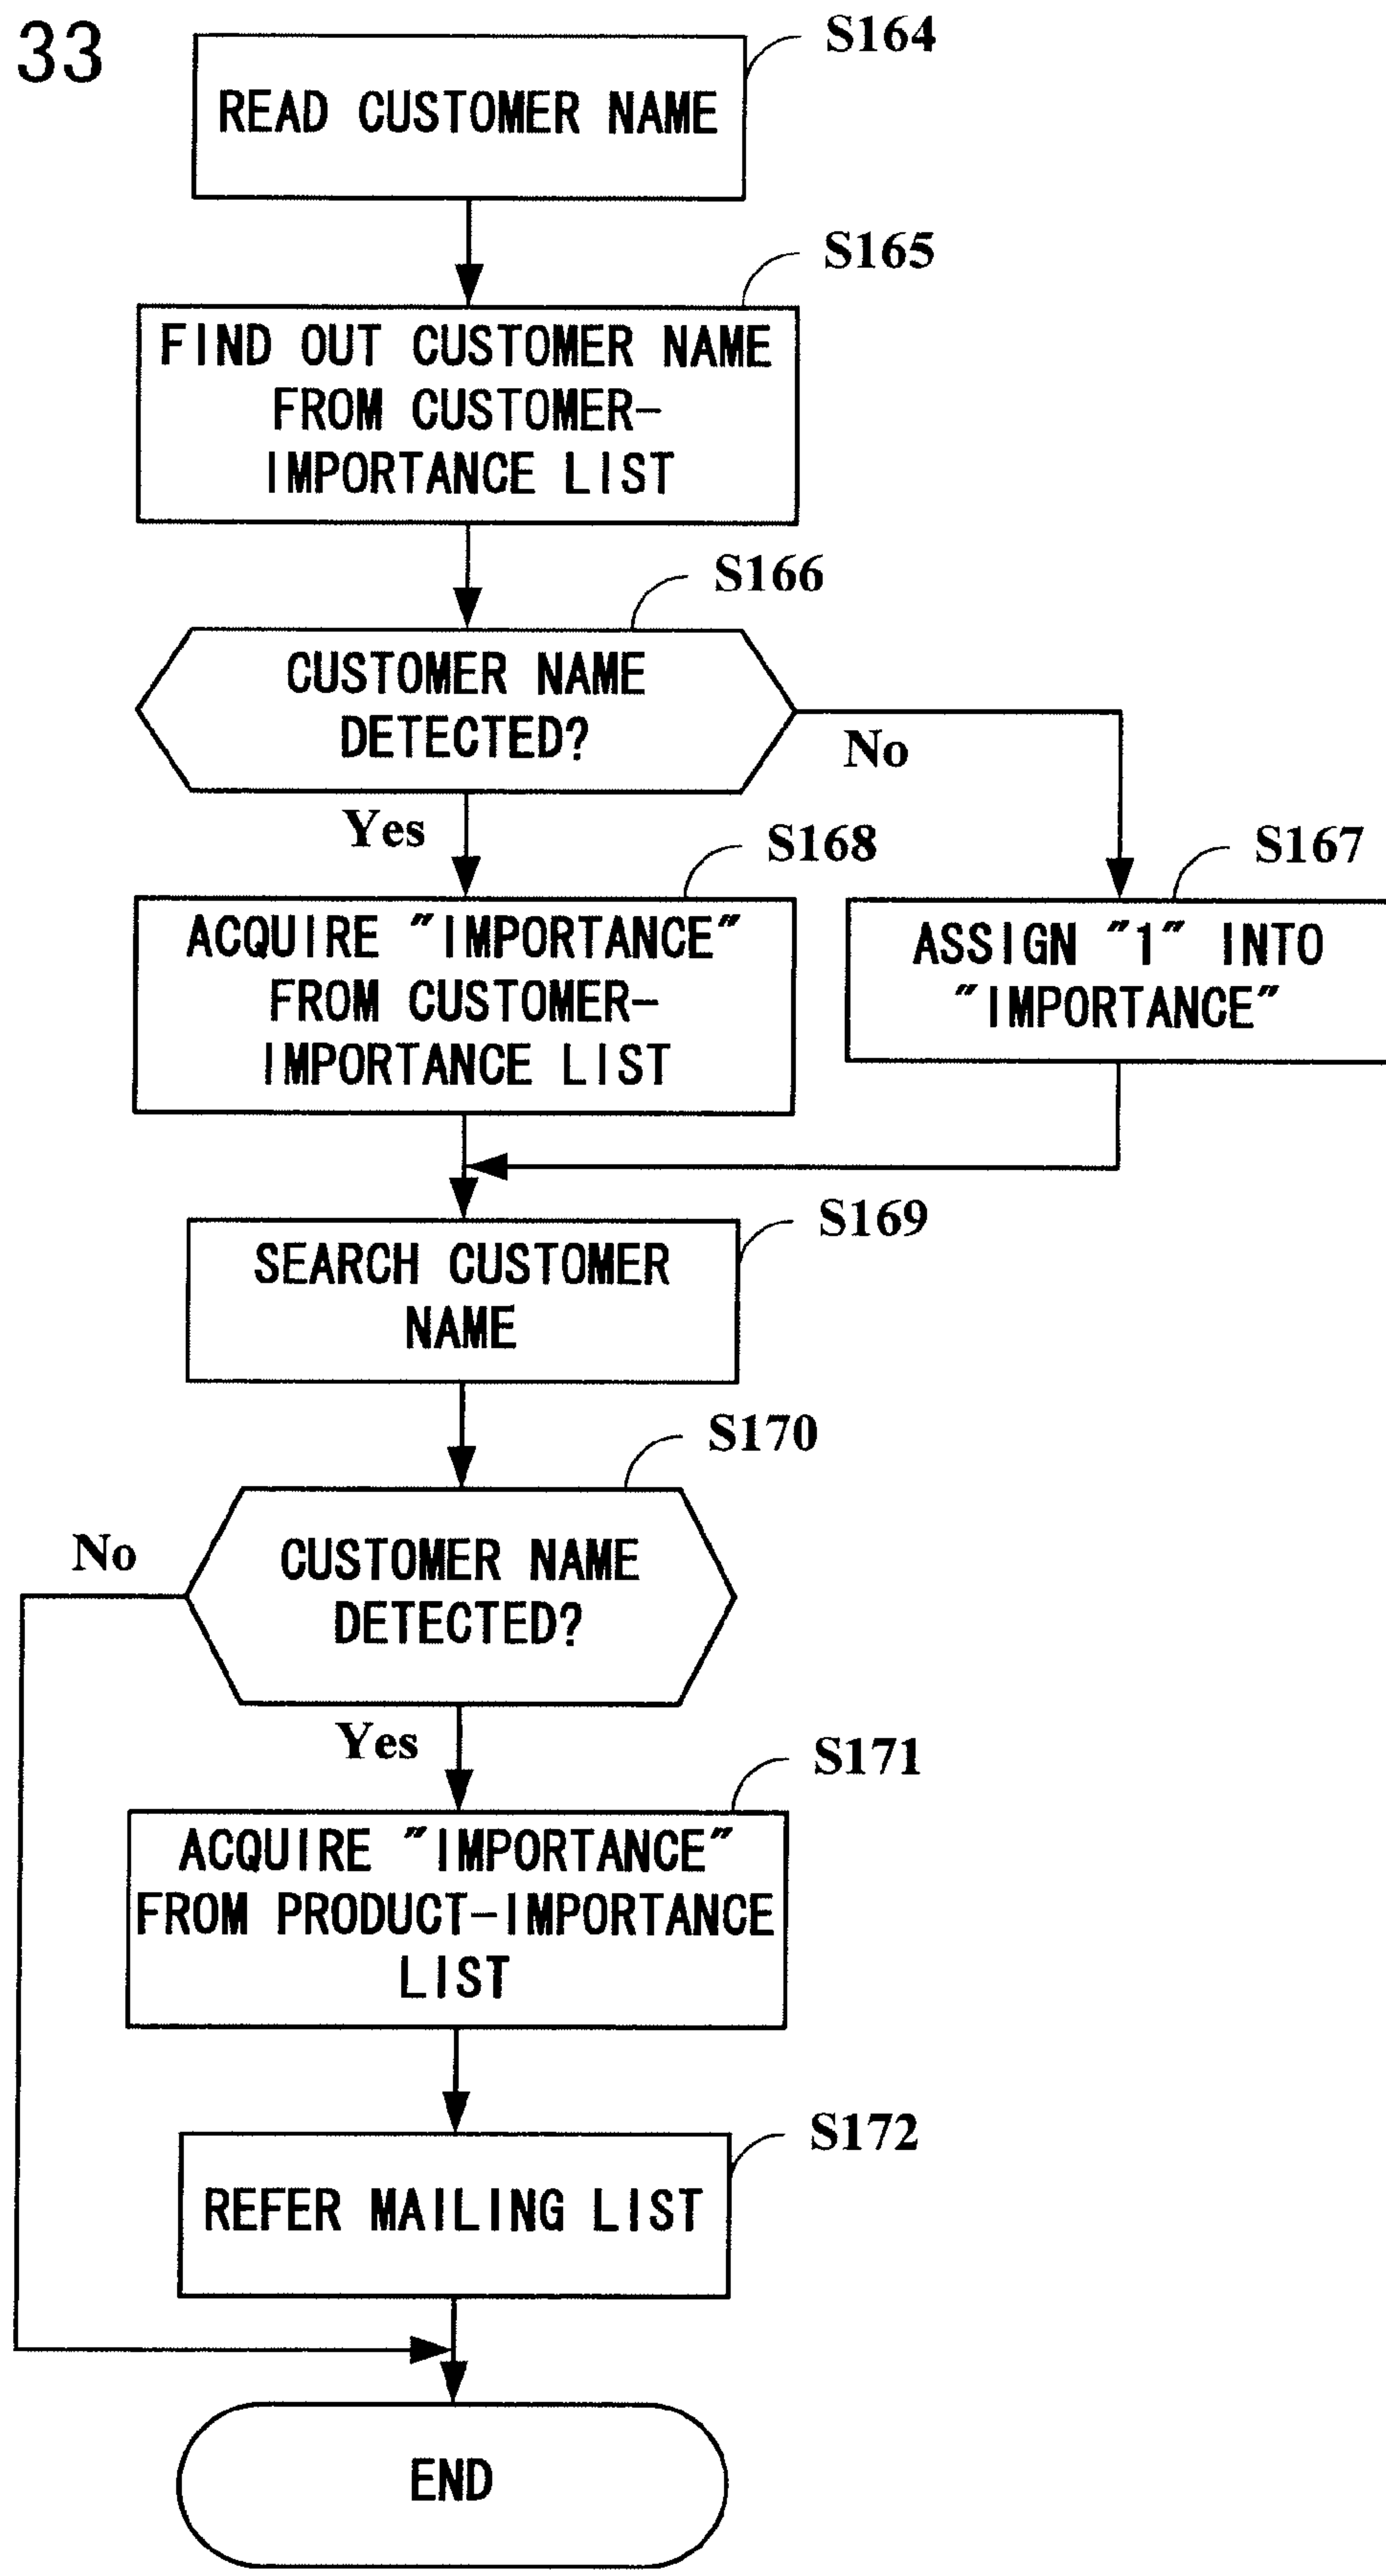 33
S164
READ CUSTOMER NAME
S165
FIND OUT CUSTOMER NAME
FROM CUSTOMER-
IMPORTANCE LIST
S166
CUSTOMER NAME
DETECTED?
No
Yes
S168
S167
ACQUIRE "IMPORTANCE"
FROM CUSTOMER-
IMPORTANCE LIST
ASSIGN "1" INTO
"IMPORTANCE"
S169
SEARCH CUSTOMER
NAME
S170
No
CUSTOMER NAME
DETECTED?
Yes
S171
ACQUIRE "IMPORTANCE"
FROM PRODUCT-IMPORTANCE
LIST
S172
REFER MAILING LIST
END